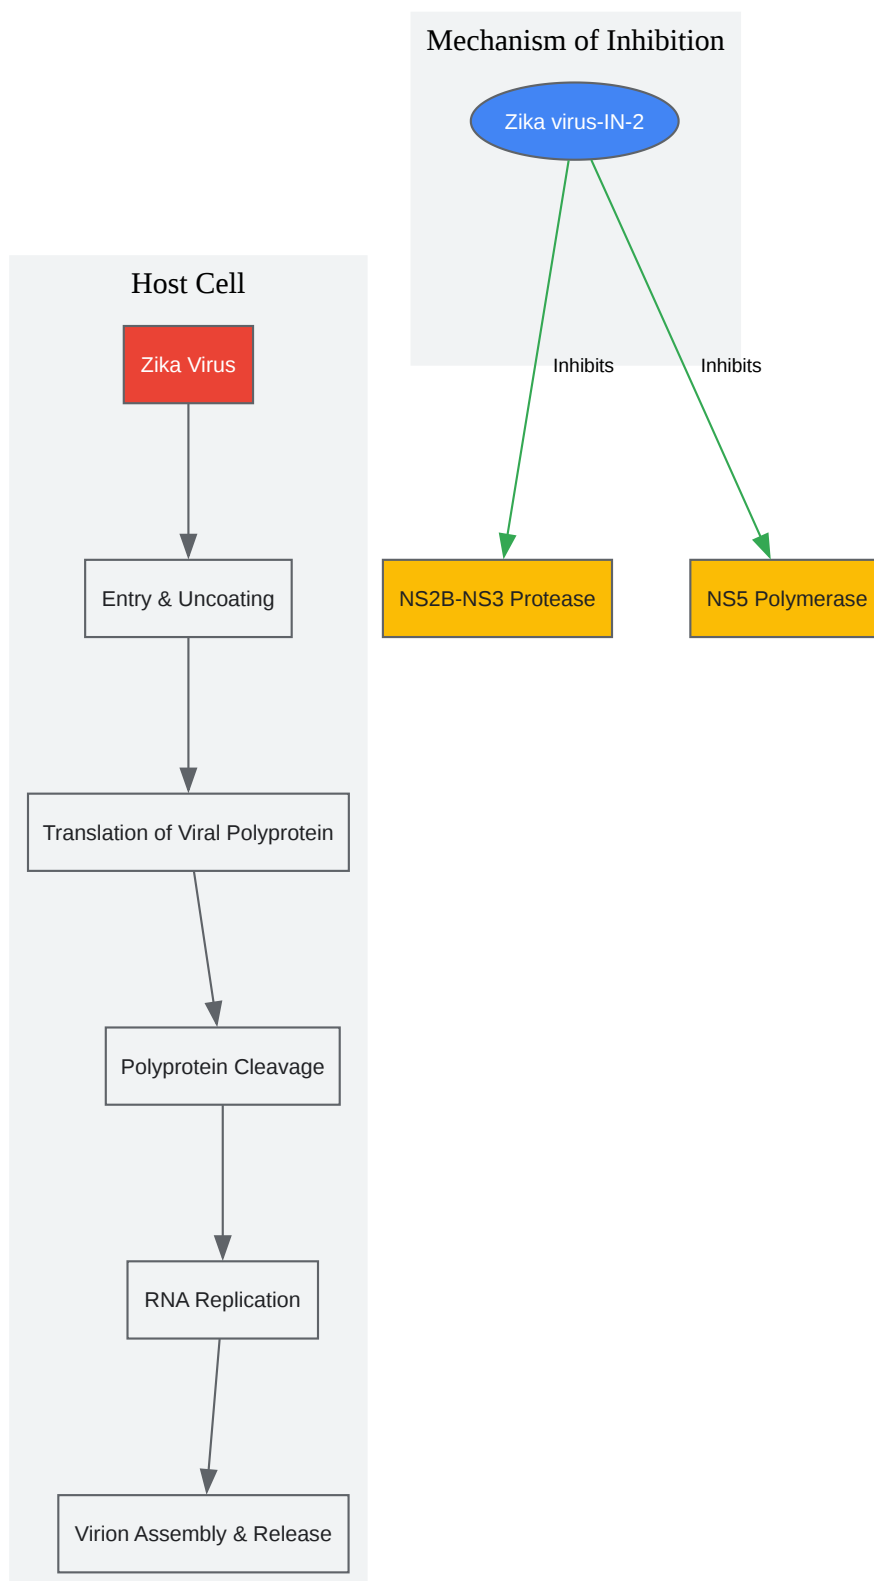 Mechanism of Inhibition
Zika virus-IN-2
Host Cell
Zika Virus
Inhibits
Inhibits
Entry & Uncoating
NS2B-NS3 Protease
NS5 Polymerase
Translation of Viral Polyprotein
Polyprotein Cleavage
RNA Replication
Virion Assembly & Release